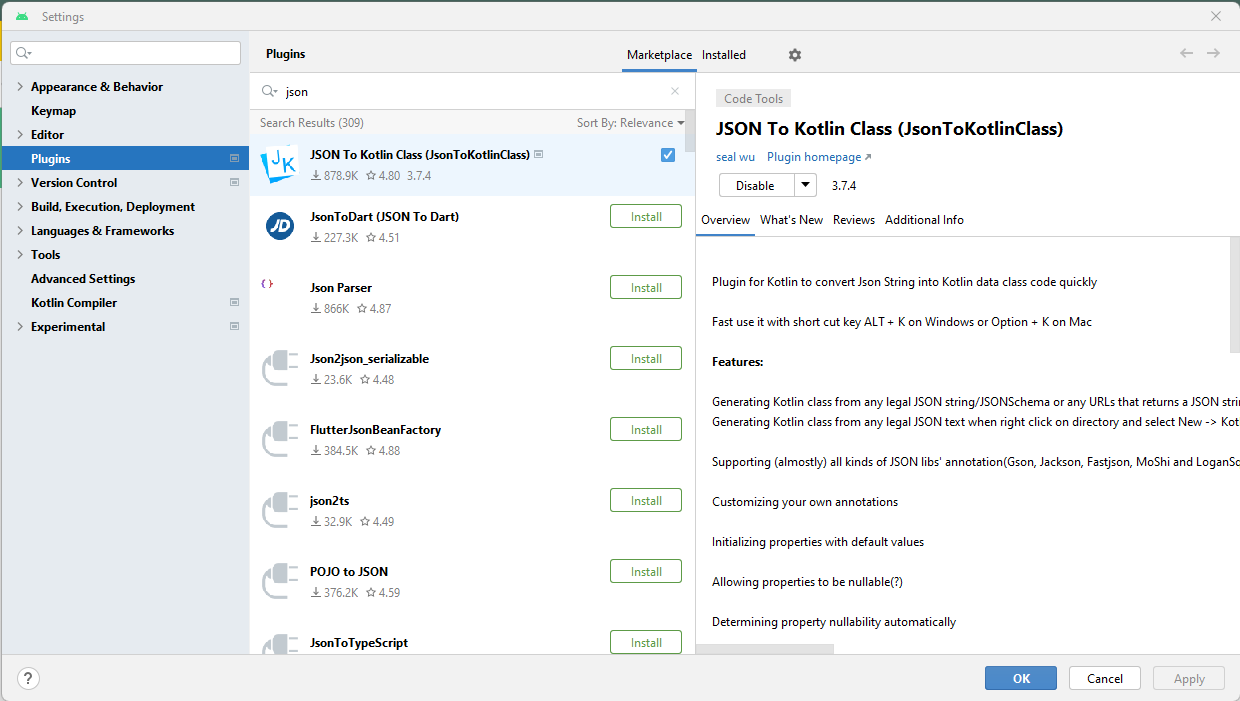 Settings
Plugins
Marketplace
Installed
Appearance & Behavior
Keymap
Editor
Plugins
Version Control
Build, Execution, Deployment
Languages & Frameworks
Tools
Advanced Settings
Kotlin Compiler
Experimental
json
Search Results (309)
Sort By: Relevance
JSON To Kotlin Class (JsonToKotlinClass)
878.9K 4.80 3.7.4
JsonToDart (JSON To Dart)
Install
227.3K 4.51
Json Parser
Install
866K 4.87
Json2json_serializable
Install
23.6K 4.48
FlutterJsonBeanFactory
Install
384.5K 4.88
json2ts
Install
32.9K 4.49
POJO to JSON
Install
376.2K 4.59
JsonToTypeScript
Install
JK
JD
Code Tools
JSON To Kotlin Class (JsonToKotlinClass)
seal wu Plugin homepage
Disable 3.7.4
Overview What's New Reviews Additional Info
Plugin for Kotlin to convert Json String into Kotlin data class code quickly
Fast use it with short cut key ALT + K on Windows or Option + K on Mac
Features:
Generating Kotlin class from any legal JSON string/JSONSchema or any URLs that returns a JSON stri
Generating Kotlin class from any legal JSON text when right click on directory and select New -> Kot
Supporting (almostly) all kinds of JSON libs' annotation(Gson, Jackson, Fastjson, MoShi and LoganSq
Customizing your own annotations
Initializing properties with default values
Allowing properties to be nullable(?)
Determining property nullability automatically
?
OK
Cancel
Apply